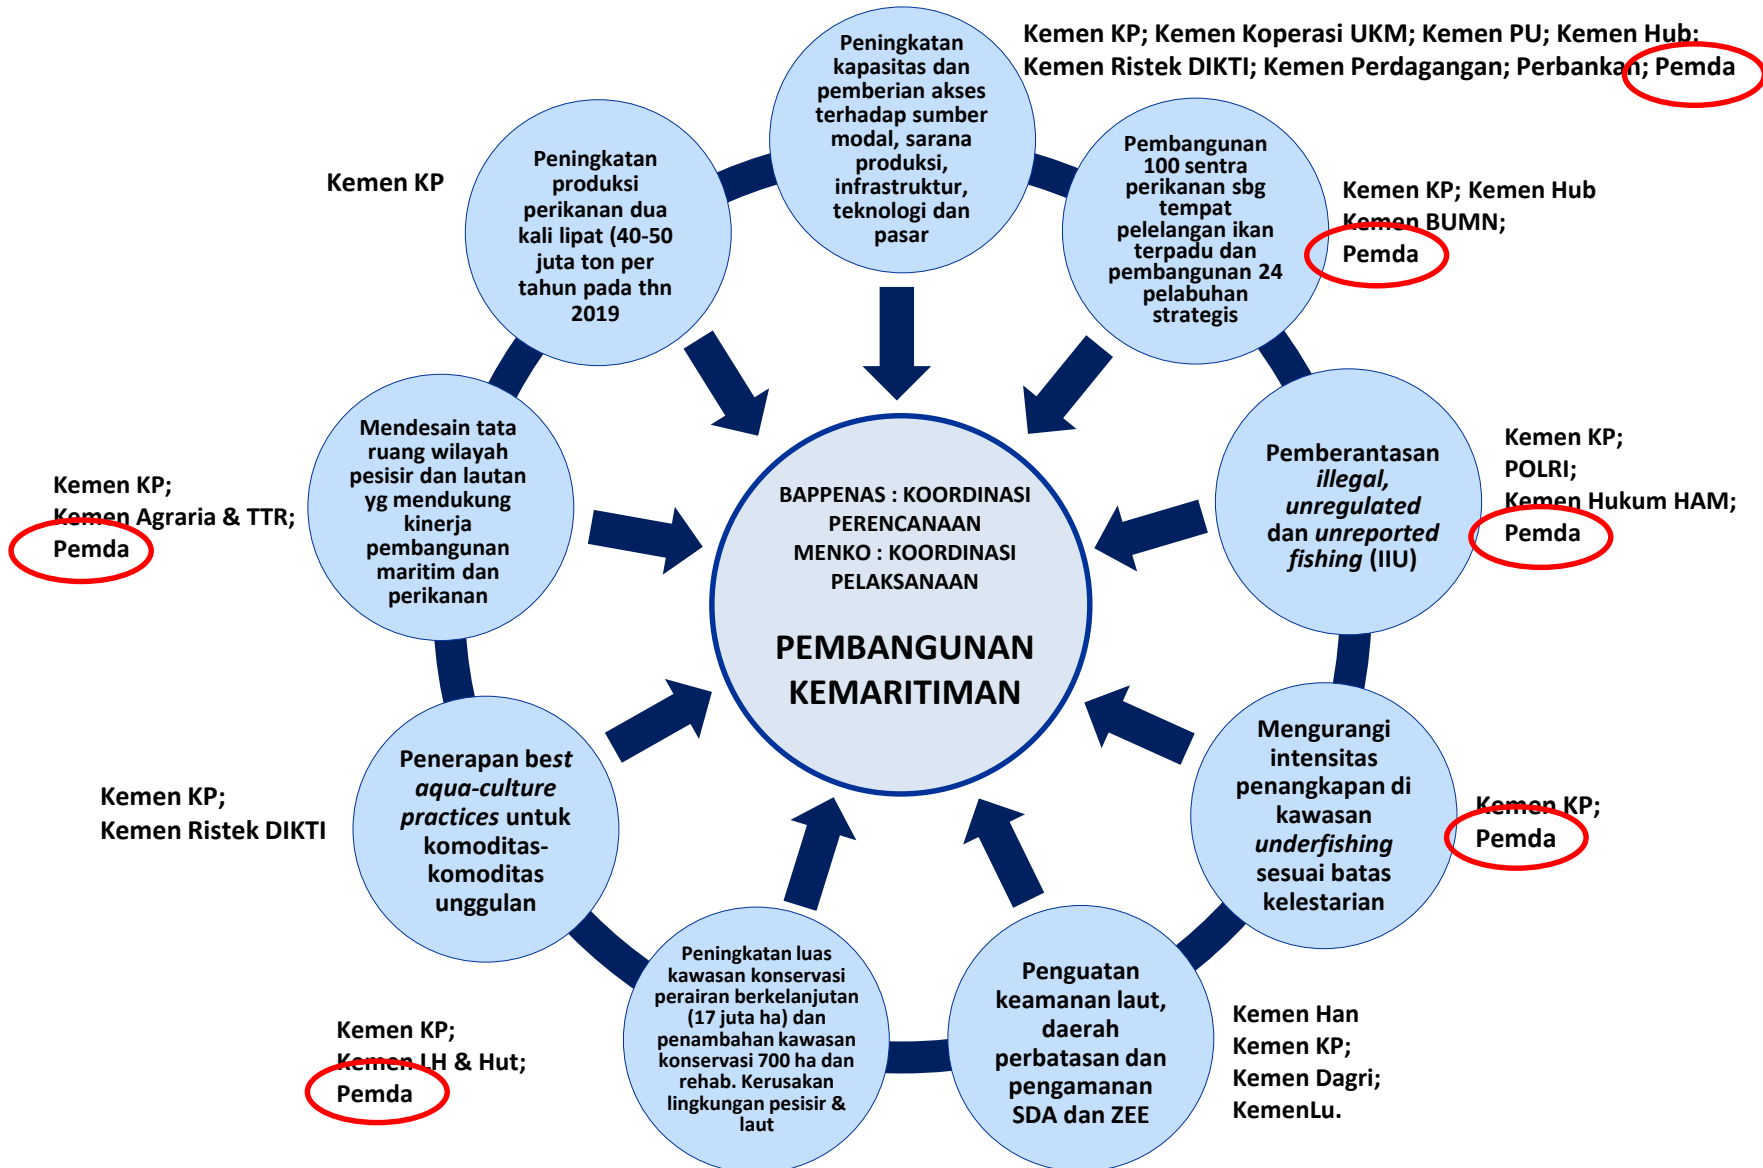 Peningkatan
kapasitas dan
pemberian akses
terhadap sumber
modal, sarana
produksi,
infrastruktur,
teknologi dan
pasar
Kemen KP; Kemen Koperasi UKM; Kemen PU; Kemen Hub;
Kemen Ristek DIKTI; Kemen Perdagangan; Perbankan; Pemda
Pembangunan
100 sentra
perikanan sbg
tempat
pelelangan ikan
terpadu dan
pembangunan 24
pelabuhan
strategis
Kemen KP; Kemen Hub
Kemen BUMN;
Pemda
Pemberantasan
illegal,
unregulated
dan unreported
fishing (IIU)
Kemen KP;
POLRI;
Kemen Hukum HAM;
Pemda
Mengurangi
intensitas
penangkapan di
kawasan
underfishing
sesuai batas
kelestarian
Kemen KP;
Pemda
Penguatan
keamanan laut,
daerah
perbatasan dan
pengamanan
SDA dan ZEE
Kemen Han
Kemen KP;
Kemen Dagri;
KemenLu.
Peningkatan luas
kawasan konservasi
perairan berkelanjutan
(17 juta ha) dan
penambahan kawasan
konservasi 700 ha dan
rehab. Kerusakan
lingkungan pesisir &
laut
Kemen KP;
Kemen LH & Hut;
Pemda
Penerapan best
aqua-culture
practices untuk
komoditas-
komoditas
unggulan
Kemen KP;
Kemen Ristek DIKTI
Mendesain tata
ruang wilayah
pesisir dan lautan
yg mendukung
kinerja
pembangunan
maritim dan
perikanan
Kemen KP;
Kemen Agraria & TTR;
Pemda
Peningkatan
produksi
perikanan dua
kali lipat (40-50
juta ton per
tahun pada thn
2019
Kemen KP
BAPPENAS : KOORDINASI
PERENCANAAN
MENKO : KOORDINASI
PELAKSANAAN
PEMBANGUNAN
KEMARITIMAN